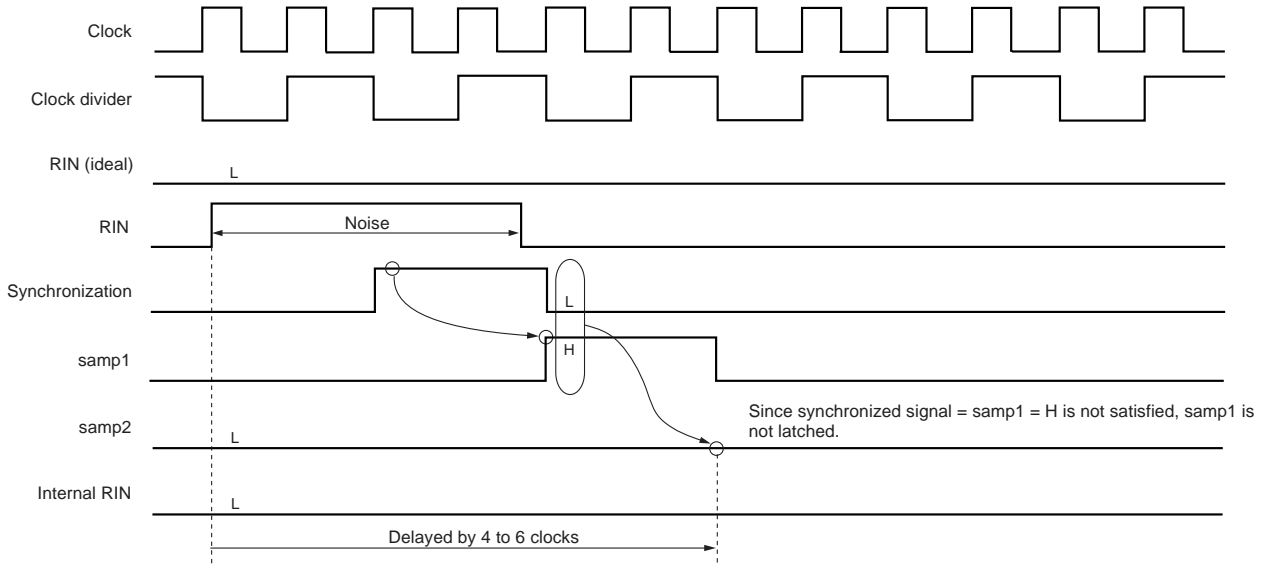 Clock
Clock divider
RIN (ideal)
L
RIN
Noise
Synchronization
L
samp1
H
Since synchronized signal = samp1 = H is not satisfied, samp1 is
not latched.
samp2
L
Internal RIN
L
Delayed by 4 to 6 clocks